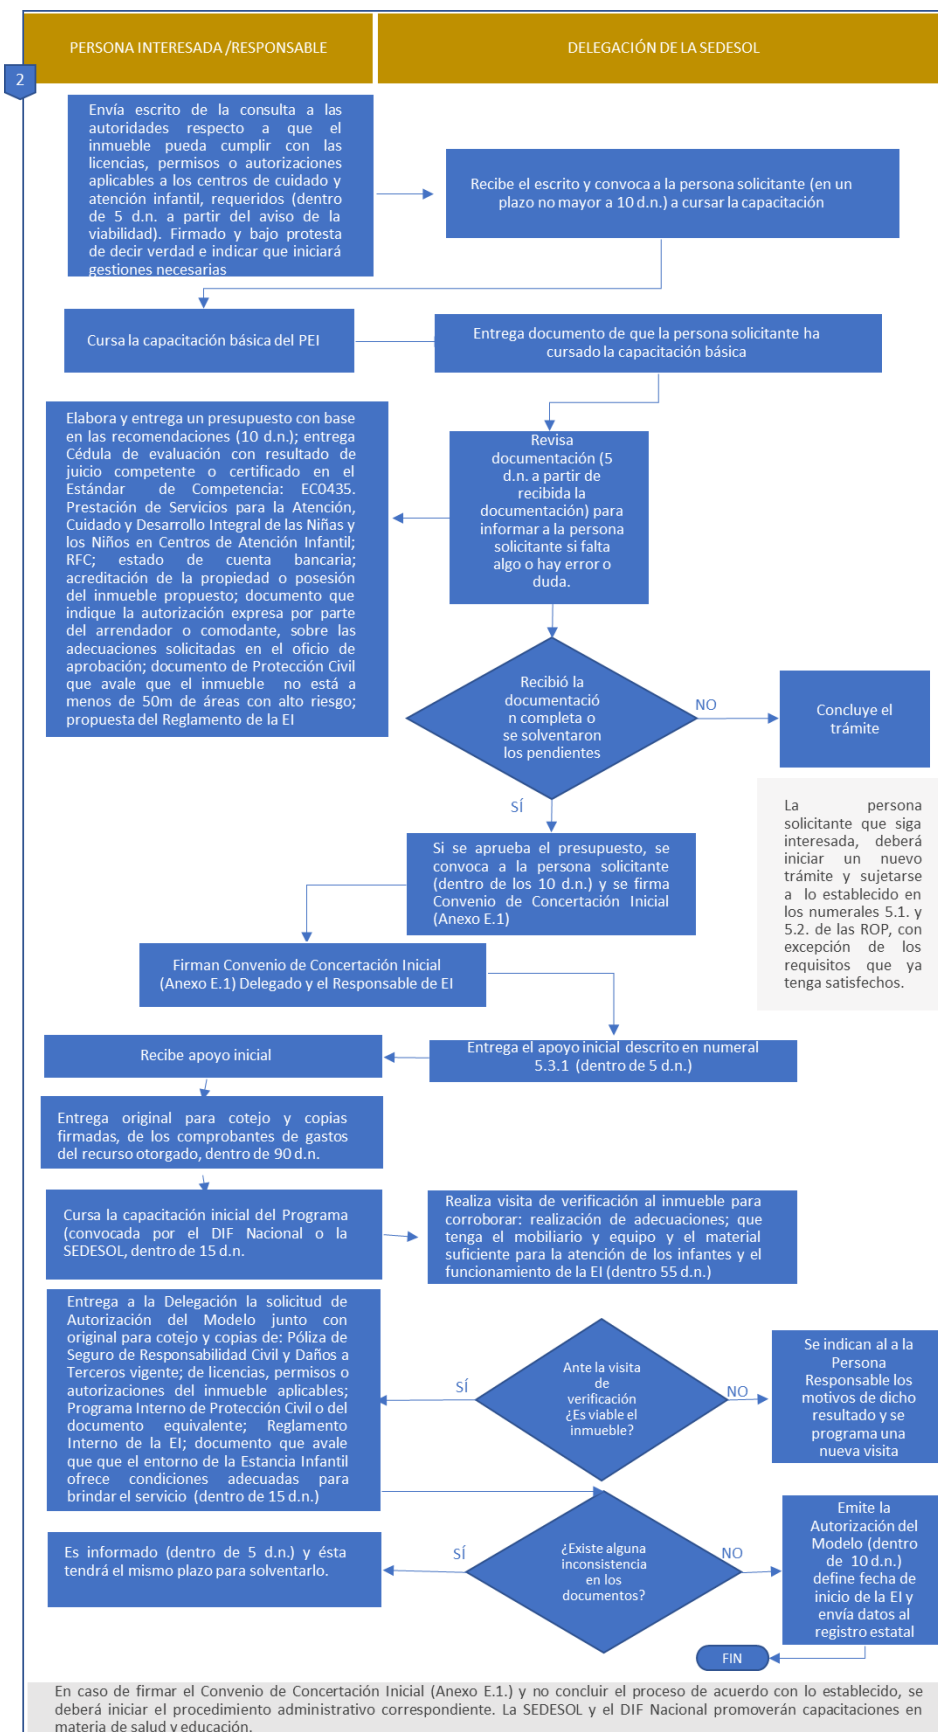 PERSONA INTERESADA /RESPONSABLE
DELEGACIÓN DE LA SEDESOL
2
Envía escrito de la consulta a las
autoridades respecto a que el
inmueble pueda cumplir con las
licencias, permisos o autorizaciones
aplicables a los centros de cuidado y
atención infantil, requeridos (dentro
de 5 d.n. a partir del aviso de la
viabilidad). Firmado y bajo protesta
de decir verdad e indicar que iniciará
gestiones necesarias
Recibe el escrito y convoca a la persona solicitante (en un
plazo no mayor a 10 d.n.) a cursar la capacitación
Cursa la capacitación básica del PEI
Entrega documento de que la persona solicitante ha
cursado la capacitación básica
Elabora y entrega un presupuesto con base
en las recomendaciones (10 d.n.); entrega
Cédula de evaluación con resultado de
juicio competente o certificado en el
Estándar de Competencia: EC0435.
Prestación de Servicios para la Atención,
Cuidado y Desarrollo Integral de las Niñas y
los Niños en Centros de Atención Infantil;
RFC; estado de cuenta bancaria;
acreditación de la propiedad o posesión
del inmueble propuesto; documento que
indique la autorización expresa por parte
del arrendador o comodante, sobre las
adecuaciones solicitadas en el oficio de
aprobación; documento de Protección Civil
que avale que el inmueble no está a
menos de 50m de áreas con alto riesgo;
propuesta del Reglamento de la EI
Revisa
documentación (5
d.n. a partir de
recibida la
documentación) para
informar a la persona
solicitante si falta
algo o hay error o
duda.
Recibió la
documentació
n completa o
se solventaron
los pendientes
NO
Concluye el
trámite
SÍ
La persona
solicitante que siga
interesada, deberá
iniciar un nuevo
trámite y sujetarse
a lo establecido en
los numerales 5.1. y
5.2. de las ROP, con
excepción de los
requisitos que ya
tenga satisfechos.
Si se aprueba el presupuesto, se
convoca a la persona solicitante
(dentro de los 10 d.n.) y se firma
Convenio de Concertación Inicial
(Anexo E.1)
Firman Convenio de Concertación Inicial
(Anexo E.1) Delegado y el Responsable de EI
Entrega el apoyo inicial descrito en numeral
5.3.1 (dentro de 5 d.n.)
Recibe apoyo inicial
Entrega original para cotejo y copias
firmadas, de los comprobantes de gastos
del recurso otorgado, dentro de 90 d.n.
Cursa la capacitación inicial del Programa
(convocada por el DIF Nacional o la
SEDESOL, dentro de 15 d.n.
Realiza visita de verificación al inmueble para
corroborar: realización de adecuaciones; que
tenga el mobiliario y equipo y el material
suficiente para la atención de los infantes y el
funcionamiento de la EI (dentro 55 d.n.)
Entrega a la Delegación la solicitud de
Autorización del Modelo junto con
original para cotejo y copias de: Póliza de
Seguro de Responsabilidad Civil y Daños a
Terceros vigente; de licencias, permisos o
autorizaciones del inmueble aplicables;
Programa Interno de Protección Civil o del
documento equivalente; Reglamento
Interno de la EI; documento que avale
que que el entorno de la Estancia Infantil
ofrece condiciones adecuadas para
brindar el servicio (dentro de 15 d.n.)
SÍ
Ante la visita
de
verificación
¿Es viable el
inmueble?
NO
Se indican al a la
Persona
Responsable los
motivos de dicho
resultado y se
programa una
nueva visita
Es informado (dentro de 5 d.n.) y ésta
tendrá el mismo plazo para solventarlo.
SÍ
¿Existe alguna
inconsistencia
en los
documentos?
NO
Emite la
Autorización del
Modelo (dentro
de 10 d.n.)
define fecha de
inicio de la EI y
envía datos al
registro estatal
FIN
En caso de firmar el Convenio de Concertación Inicial (Anexo E.1.) y no concluir el proceso de acuerdo con lo establecido, se
deberá iniciar el procedimiento administrativo correspondiente. La SEDESOL y el DIF Nacional promoverán capacitaciones en
materia de salud y educación.